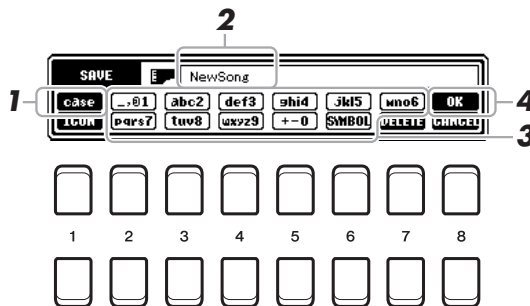 2
SAVE NewSong
1 case _,@1 abc2 def3 ghi4 jkl5 mno6 OK 4
ICON pqrs7 tuv8 wxyz9 +-0 SYMBOL DELETE CANCEL 3
1 2 3 4 5 6 7 8